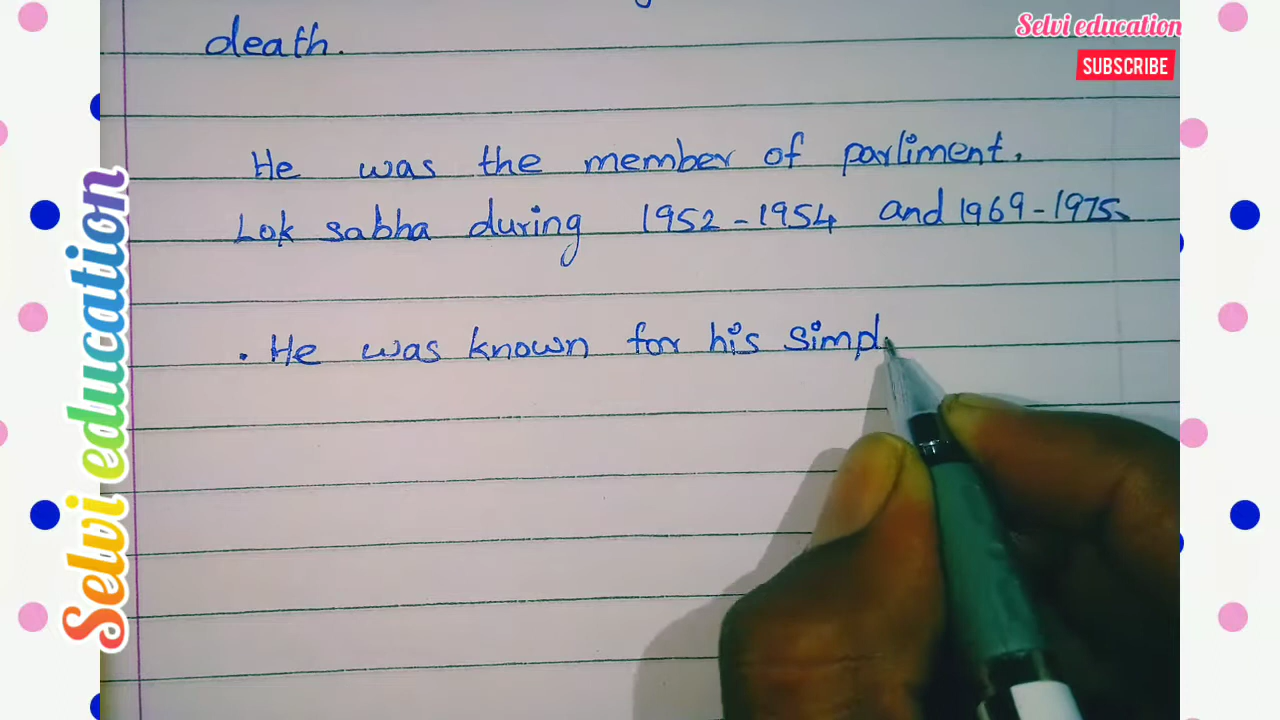 death.
Selvi education
SUBSCRIBE
He was the member of parliment.
Lok sabha during 1952-1954 and 1969-1975.
. He was known for his simpl
Selvi education